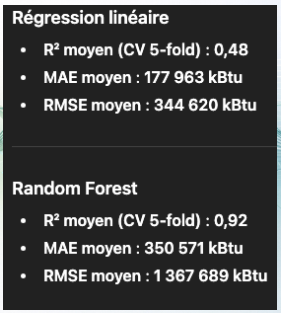 Régression linéaire
• R² moyen (CV 5-fold) : 0,48
• MAE moyen : 177 963 kBtu
• RMSE moyen : 344 620 kBtu
Random Forest
• R² moyen (CV 5-fold) : 0,92
• MAE moyen : 350 571 kBtu
• RMSE moyen : 1 367 689 kBtu